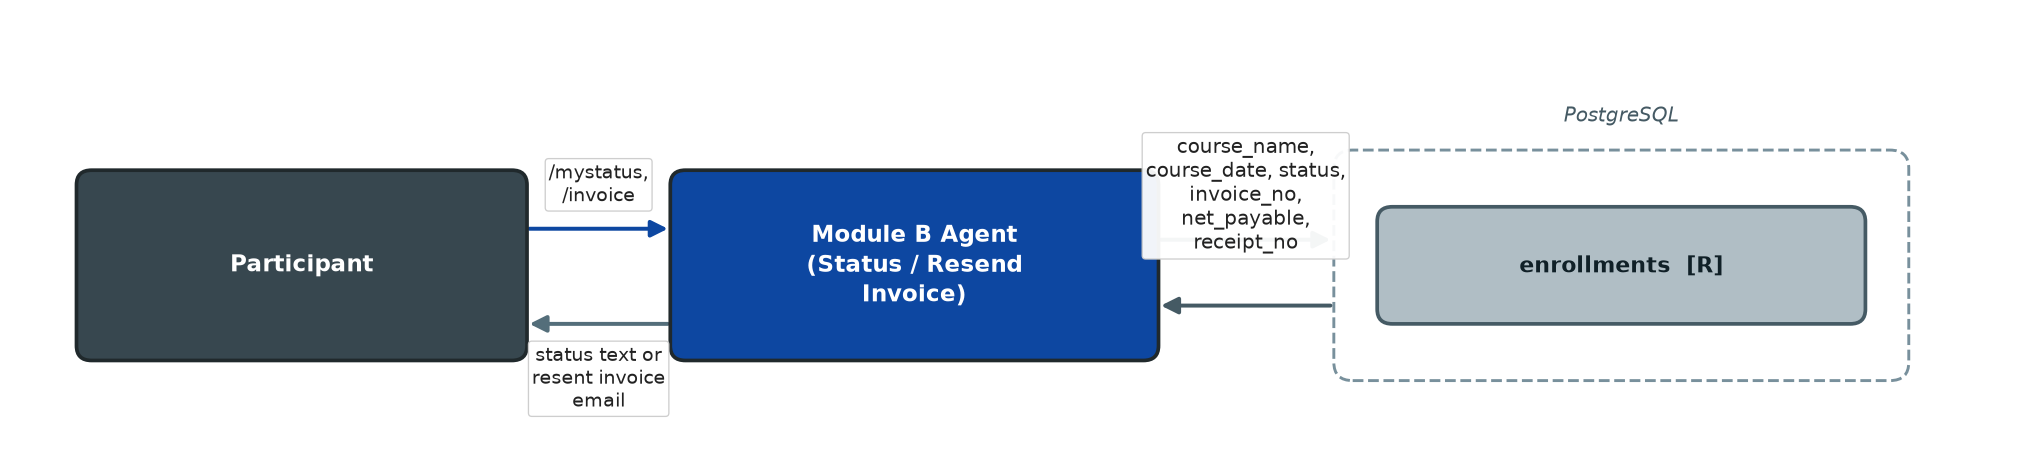 PostgreSQL
Participant
/mystatus,
/invoice
status text or
resent invoice
email
Module B Agent
(Status / Resend
Invoice)
course_name,
course_date, status,
invoice_no,
net_payable,
receipt_no
enrollments [R]